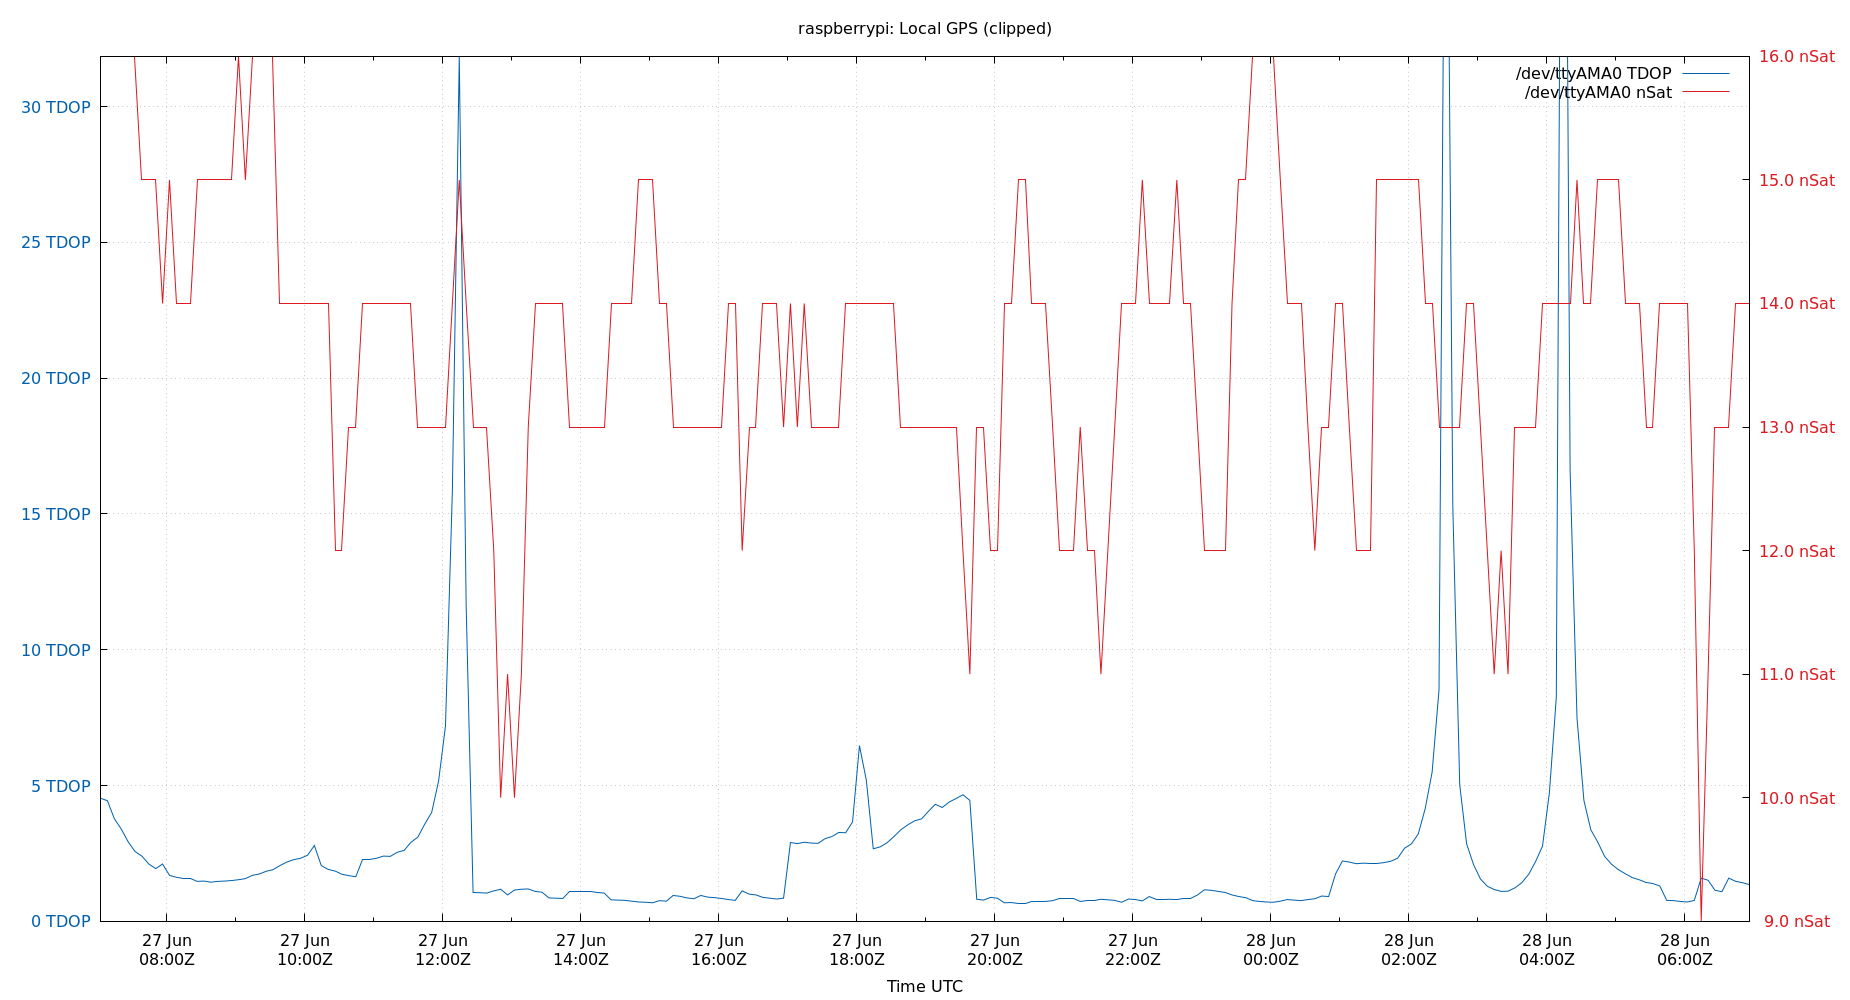 raspberrypi: Local GPS (clipped)
/dev/ttyAMA0 TDOP
/dev/ttyAMA0 nSat
30 TDOP
25 TDOP
20 TDOP
15 TDOP
10 TDOP
5 TDOP
0 TDOP
16.0 nSat
15.0 nSat
14.0 nSat
13.0 nSat
12.0 nSat
11.0 nSat
10.0 nSat
9.0 nSat
27 Jun
08:00Z
27 Jun
10:00Z
27 Jun
12:00Z
27 Jun
14:00Z
27 Jun
16:00Z
27 Jun
18:00Z
27 Jun
20:00Z
27 Jun
22:00Z
28 Jun
00:00Z
28 Jun
02:00Z
28 Jun
04:00Z
28 Jun
06:00Z
Time UTC